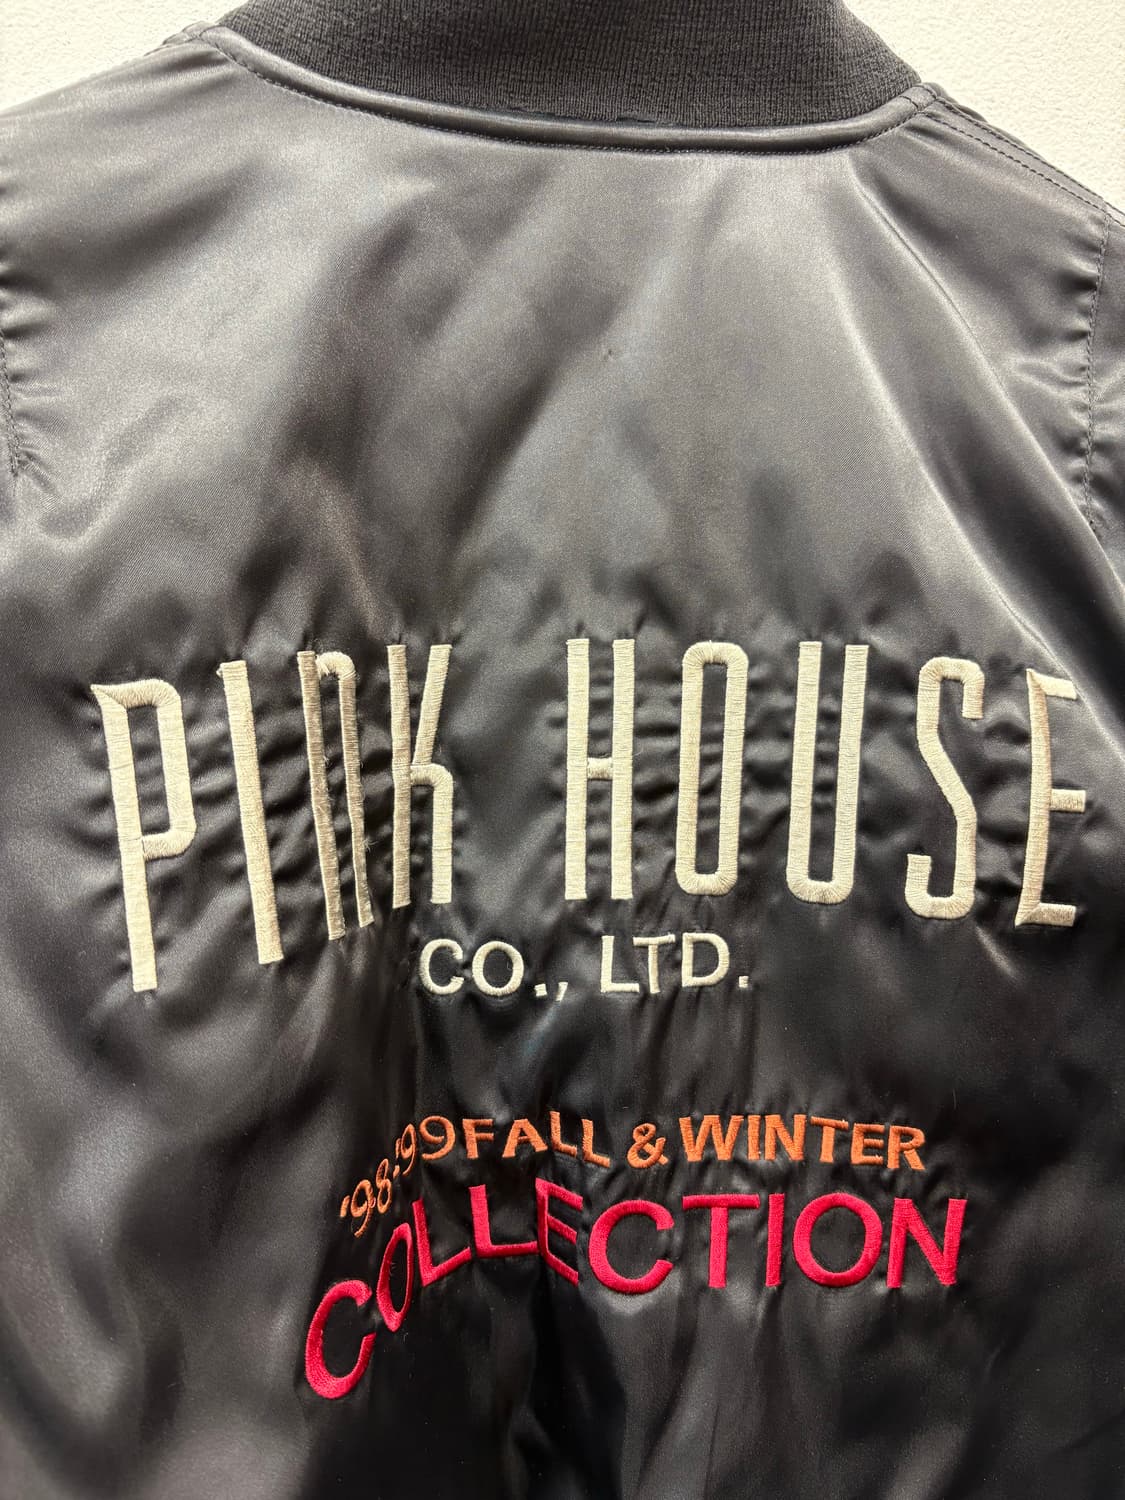 PINK HOUSE
CO., LTD.
'98-'99 FALL & WINTER
COLLECTION